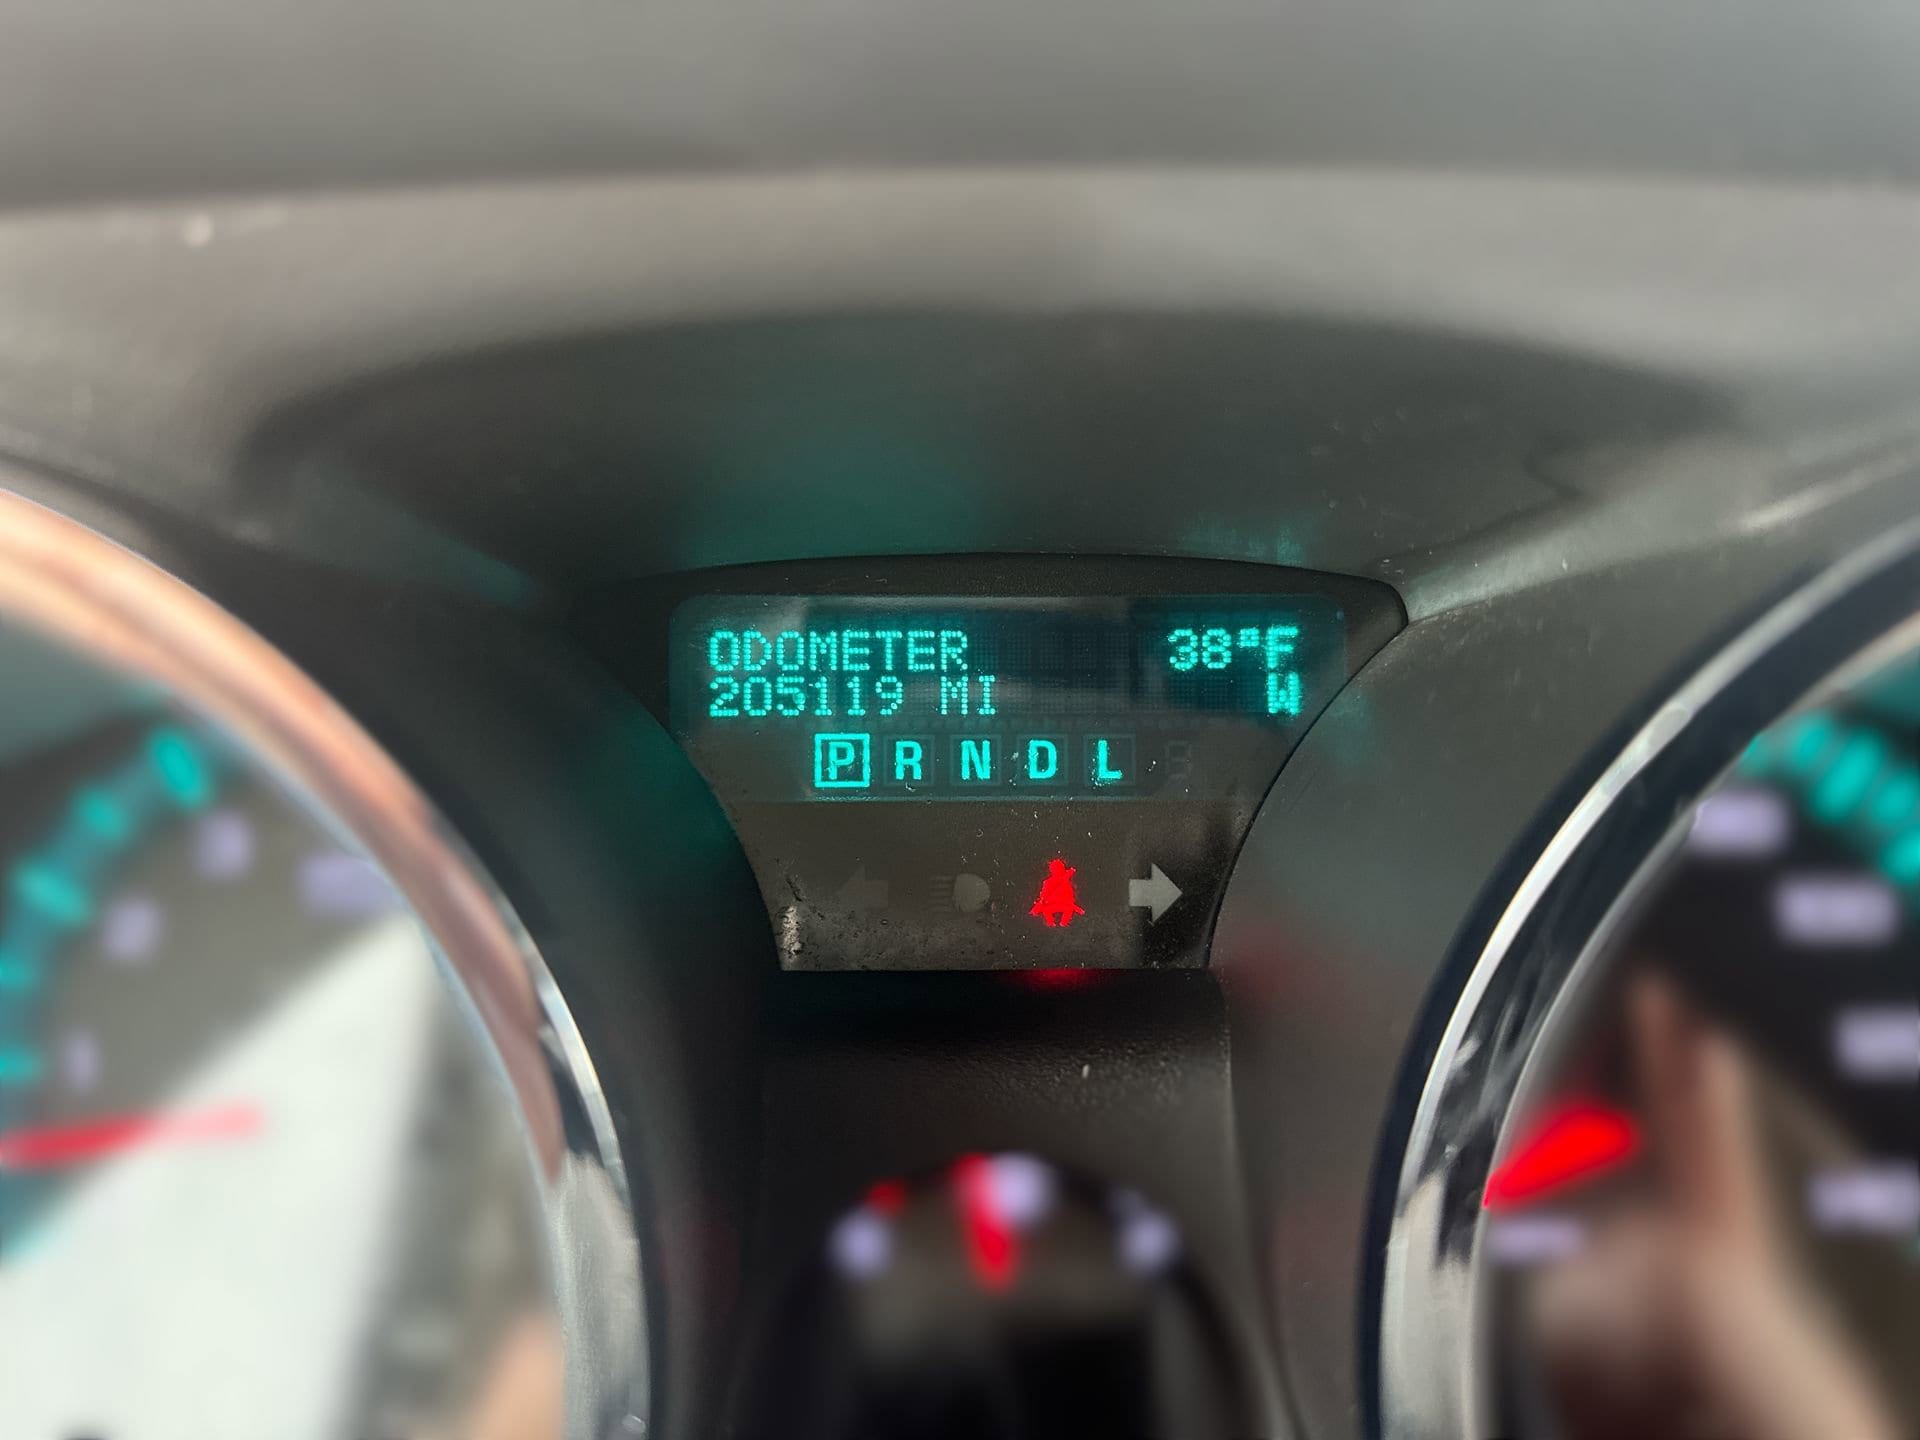 ODOMETER 38°F
205119 MI W
P R N D L